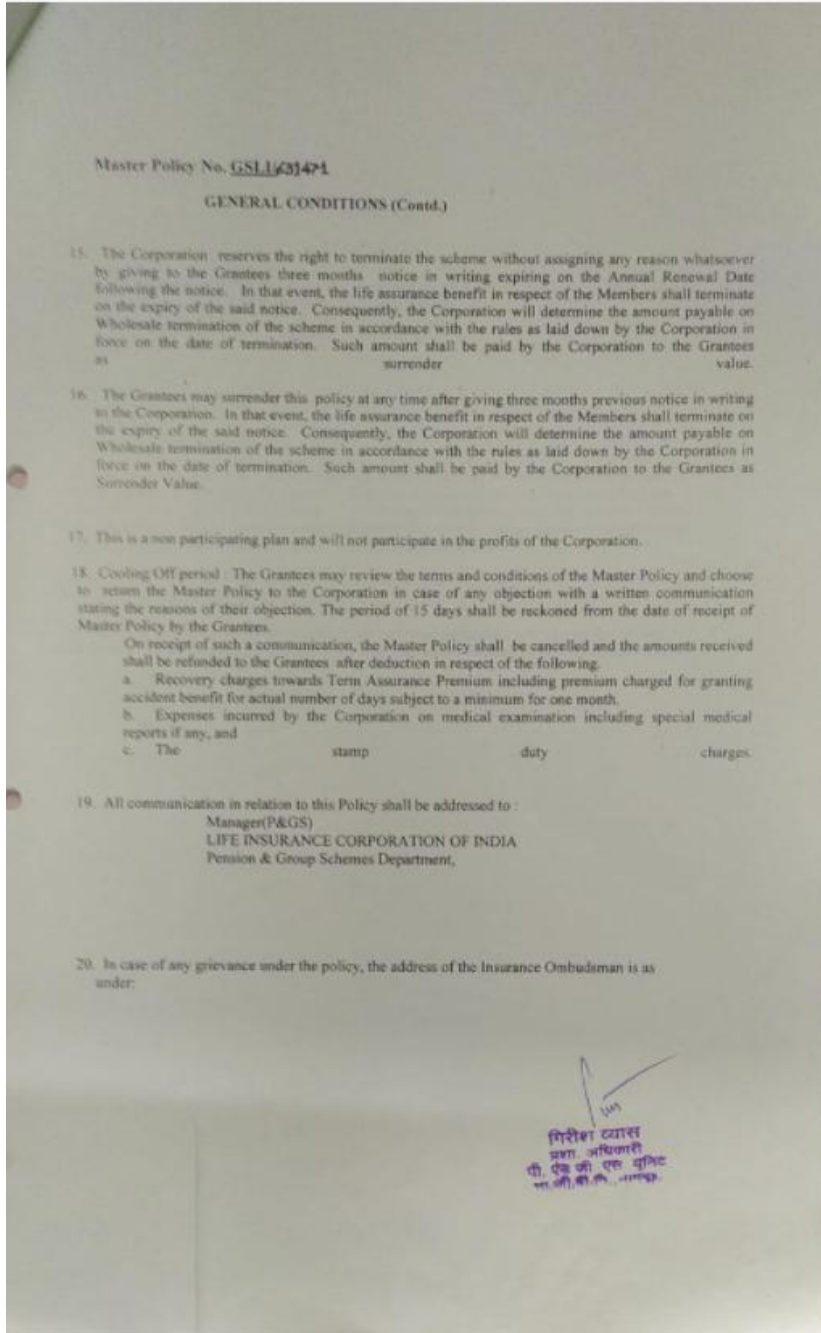 Master Policy No. GSLI/631471
GENERAL CONDITIONS (Contd.)
15. The Corporation reserves the right to terminate the scheme without assigning any reason whatsoever
by giving to the Grantees three months notice in writing expiring on the Annual Renewal Date
following the notice. In that event, the life assurance benefit in respect of the Members shall terminate
on the expiry of the said notice. Consequently, the Corporation will determine the amount payable on
Wholesale termination of the scheme in accordance with the rules as laid down by the Corporation in
force on the date of termination. Such amount shall be paid by the Corporation to the Grantees
as surrender value.
16. The Grantees may surrender this policy at any time after giving three months previous notice in writing
to the Corporation. In that event, the life assurance benefit in respect of the Members shall terminate on
the expiry of the said notice. Consequently, the Corporation will determine the amount payable on
Wholesale termination of the scheme in accordance with the rules as laid down by the Corporation in
force on the date of termination. Such amount shall be paid by the Corporation to the Grantees as
Surrender Value.
17. This is a non participating plan and will not participate in the profits of the Corporation.
18. Cooling Off period : The Grantees may review the terms and conditions of the Master Policy and choose
to return the Master Policy to the Corporation in case of any objection with a written communication
stating the reasons of their objection. The period of 15 days shall be reckoned from the date of receipt of
Master Policy by the Grantees.
On receipt of such a communication, the Master Policy shall be cancelled and the amounts received
shall be refunded to the Grantees after deduction in respect of the following.
a. Recovery charges towards Term Assurance Premium including premium charged for granting
accident benefit for actual number of days subject to a minimum for one month.
b. Expenses incurred by the Corporation on medical examination including special medical
reports if any, and
c. The stamp duty charges.
19. All communication in relation to this Policy shall be addressed to :
Manager(P&GS)
LIFE INSURANCE CORPORATION OF INDIA
Pension & Group Schemes Department,
20. In case of any grievance under the policy, the address of the Insurance Ombudsman is as
under:
गिरीश व्यास
प्रशा. अधिकारी
पी. एंड जी एस यूनिट
भा.जी.बी.नि., नागपूर.